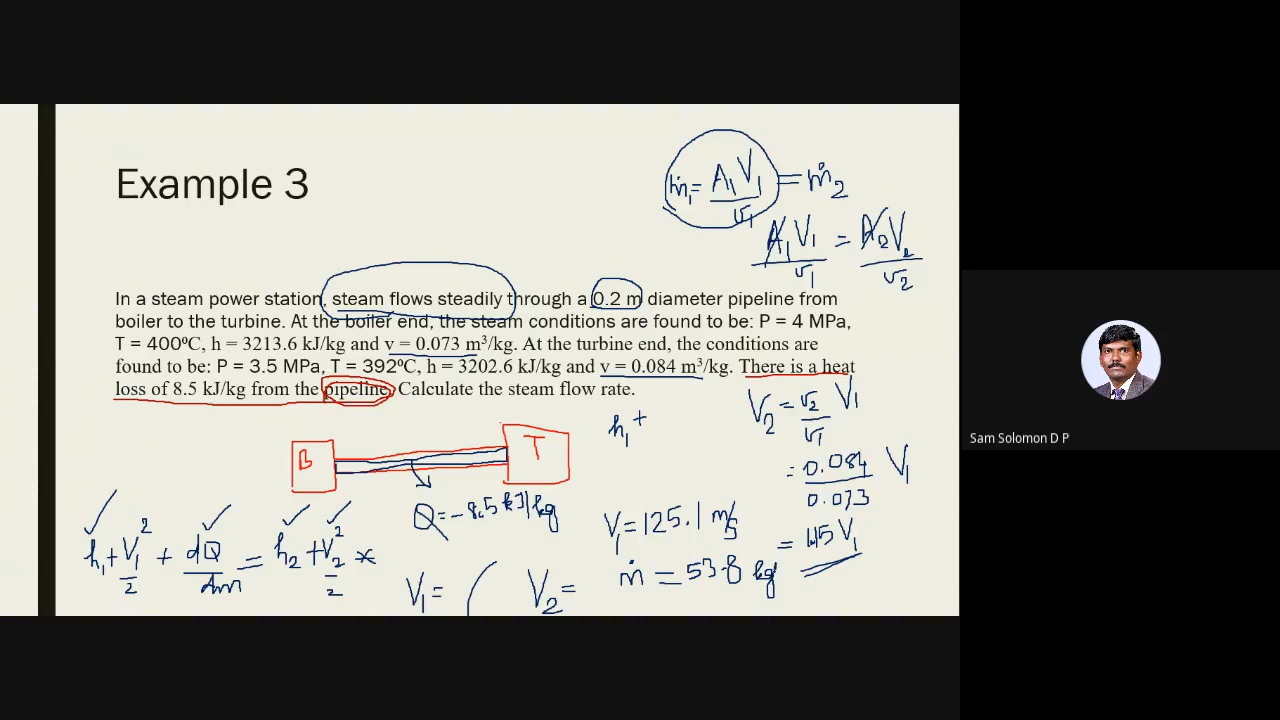 Example 3
ṁ₁ = A₁V₁/v₁ = ṁ₂
A₁V₁/v₁ = A₂V₂/v₂
In a steam power station, steam flows steadily through a 0.2 m diameter pipeline from
boiler to the turbine. At the boiler end, the steam conditions are found to be: P = 4 MPa,
T = 400⁰C, h = 3213.6 kJ/kg and v = 0.073 m³/kg. At the turbine end, the conditions are
found to be: P = 3.5 MPa, T = 392⁰C, h = 3202.6 kJ/kg and v = 0.084 m³/kg. There is a heat
loss of 8.5 kJ/kg from the pipeline. Calculate the steam flow rate.
V₂ = v₂/v₁ V₁
= 0.084/0.073 V₁
= 1.15 V₁
h₁ +
B
T
Q = -8.5 kJ/kg
h₁ + V₁²/2 + dQ/dm = h₂ + V₂²/2 ×
V₁ = (
V₂ =
V₁ = 125.1 m/s
ṁ = 53.8 kg
Sam Solomon D P